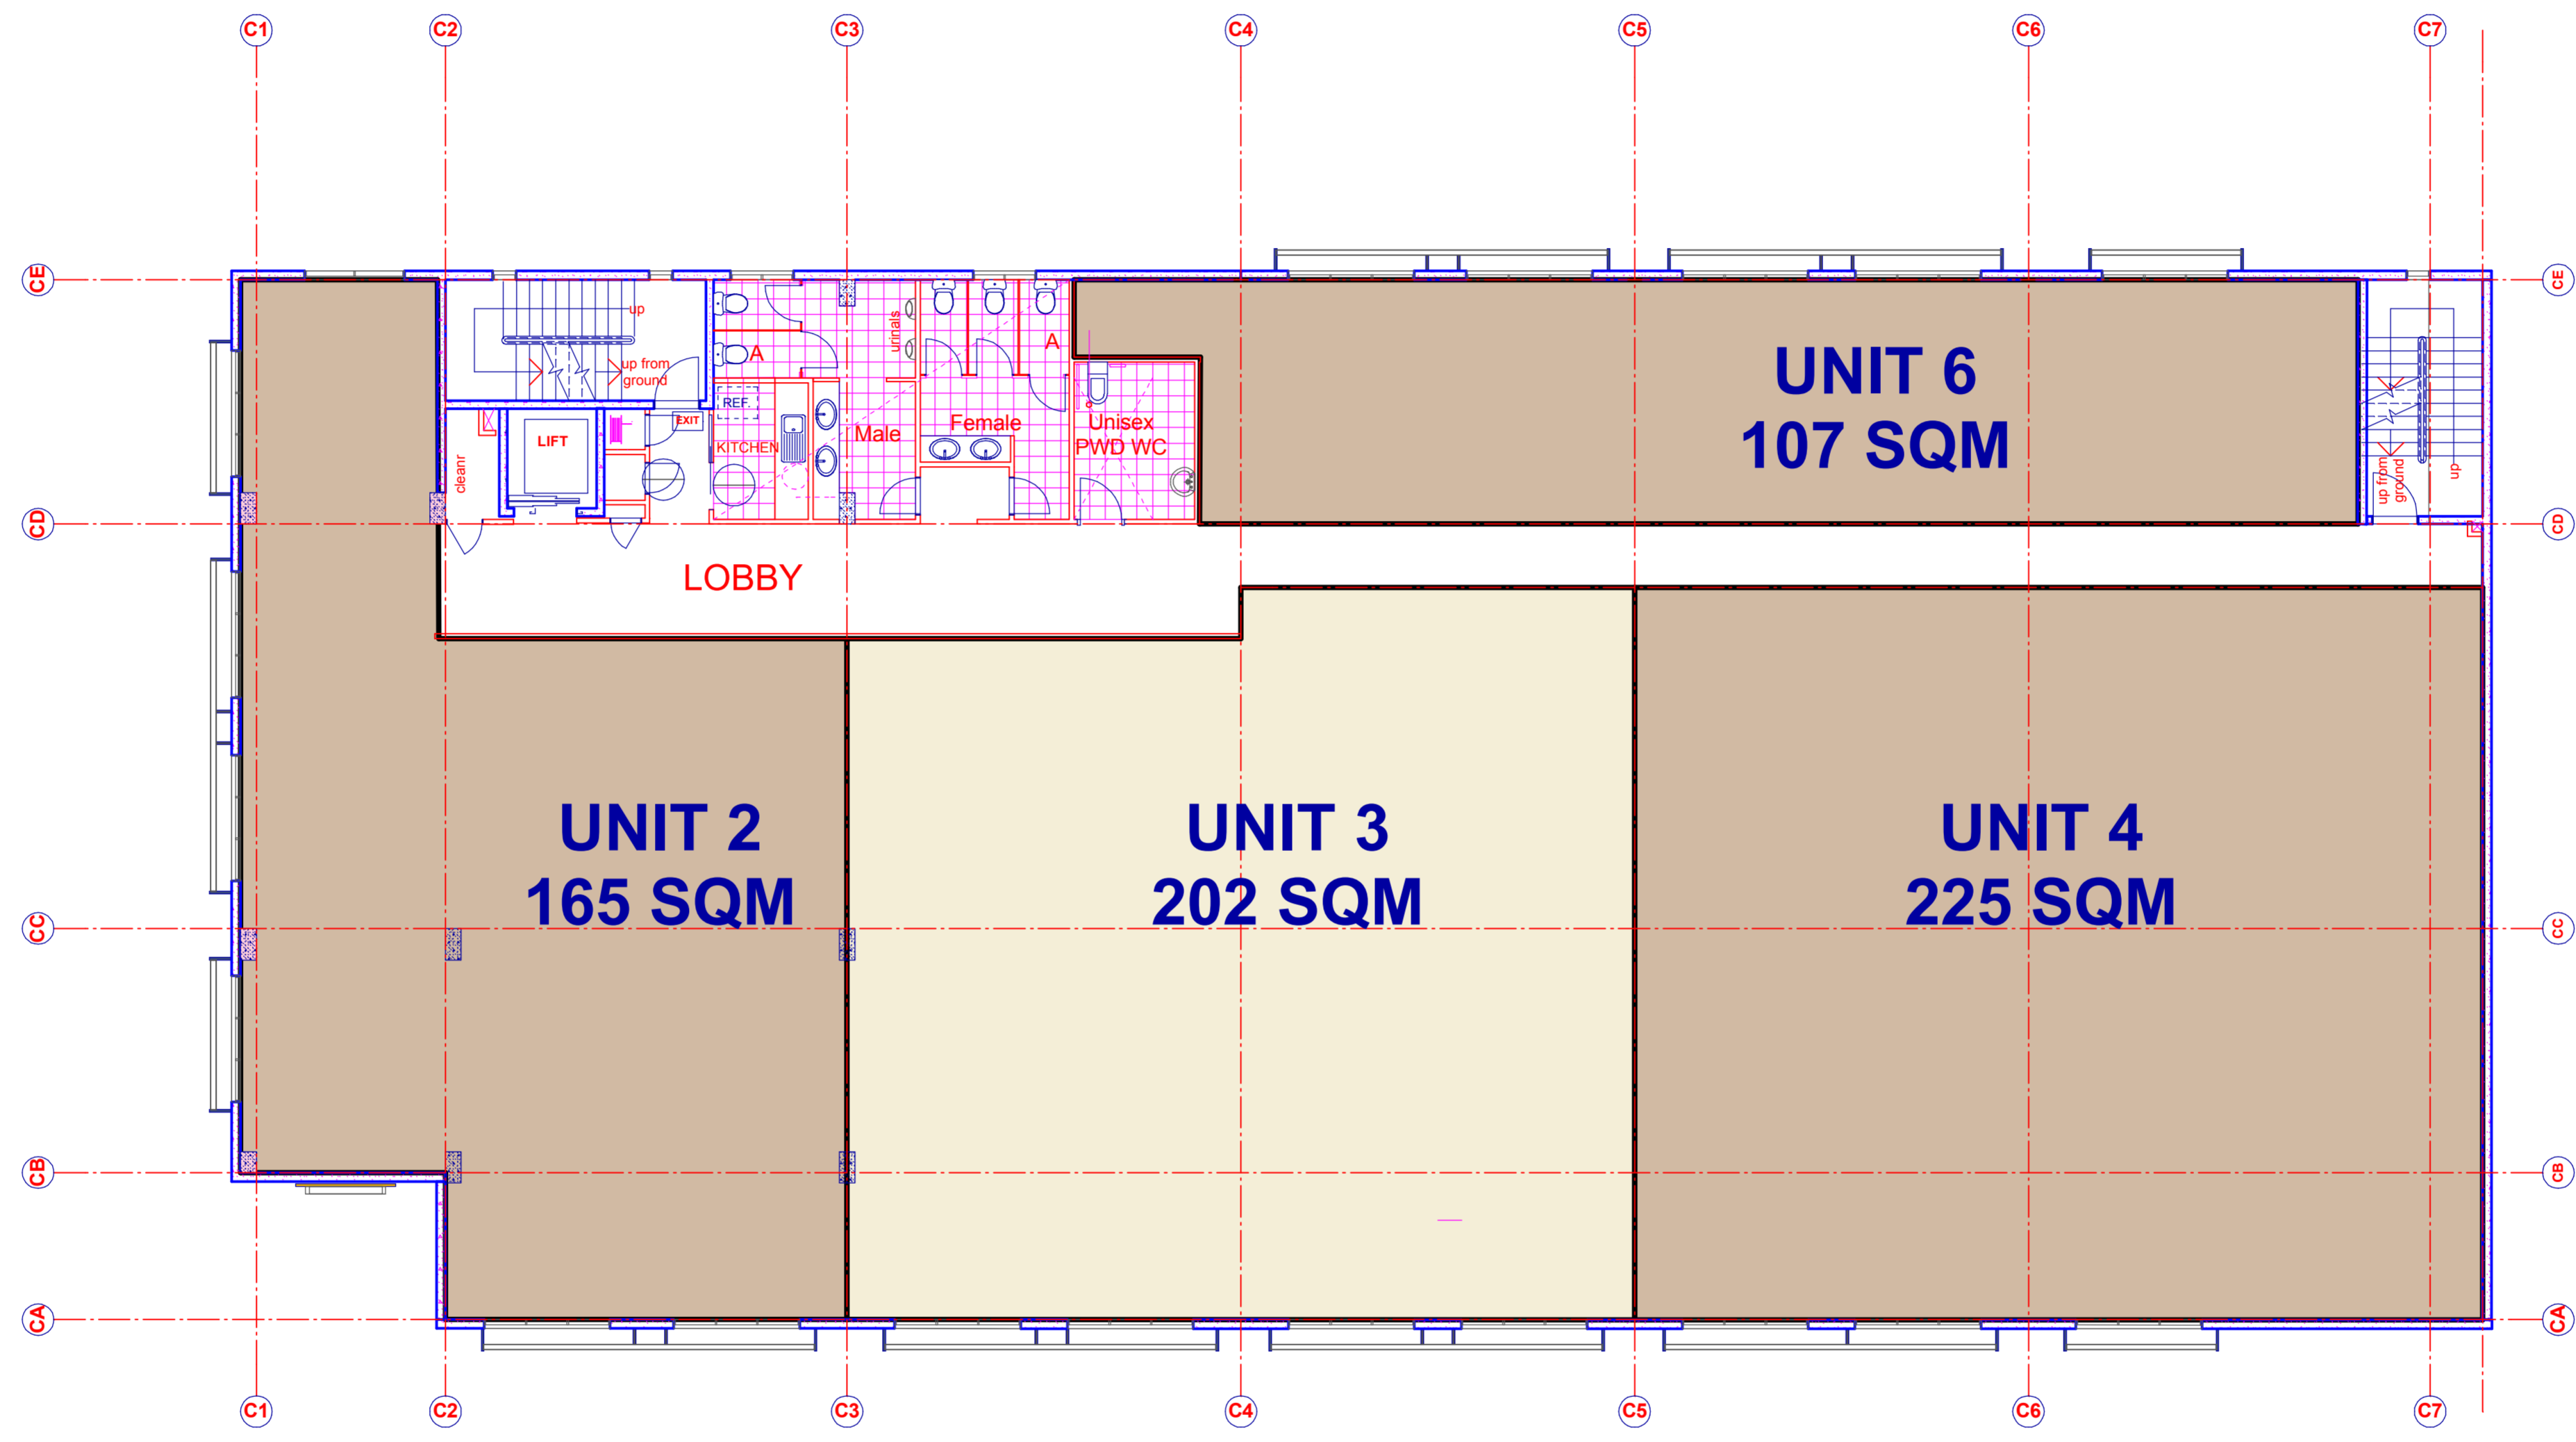 C1
C2
C3
C4
C5
C6
C7
CE
CE
up
up from
ground
A
urinals
A
UNIT 6
107 SQM
REF.
EXIT
LIFT
KITCHEN
Male
Female
Unisex
PWD WC
cleanr
up from
ground
up
CD
CD
LOBBY
UNIT 2
165 SQM
UNIT 3
202 SQM
UNIT 4
225 SQM
CC
CC
CB
CB
CA
CA
C1
C2
C3
C4
C5
C6
C7